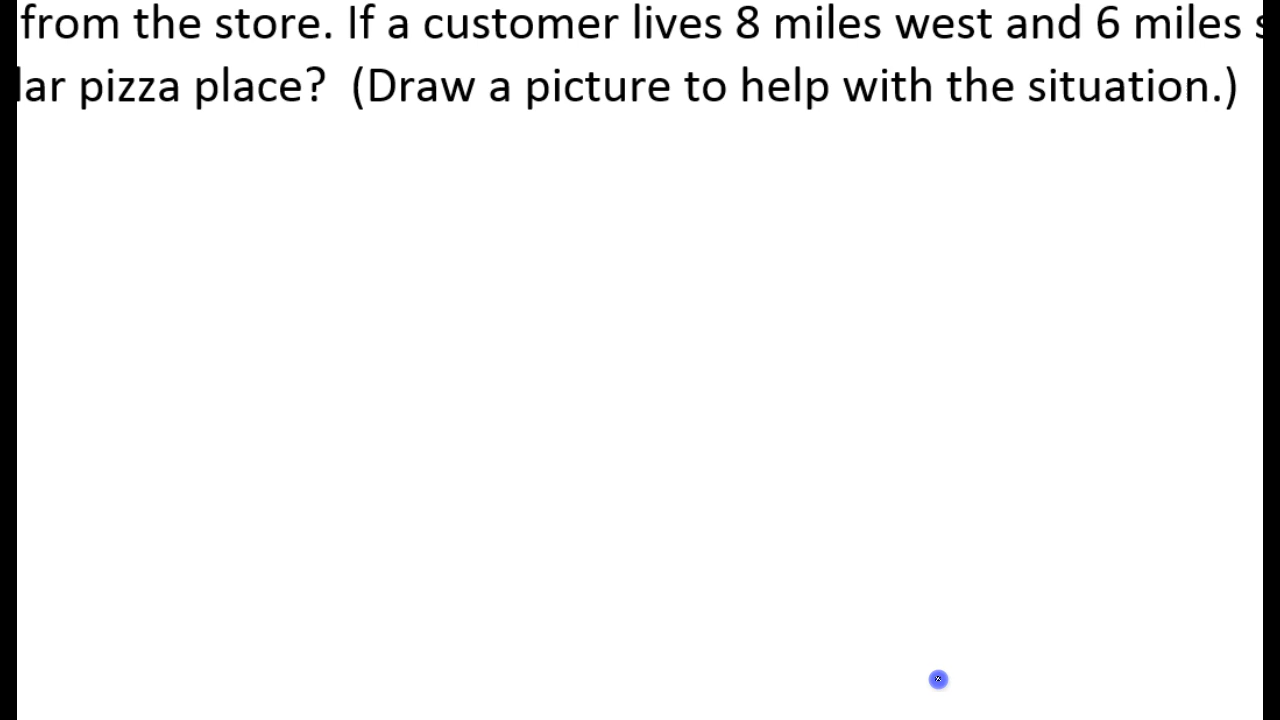 from the store. If a customer lives 8 miles west and 6 miles
pizza place? (Draw a picture to help with the situation.)